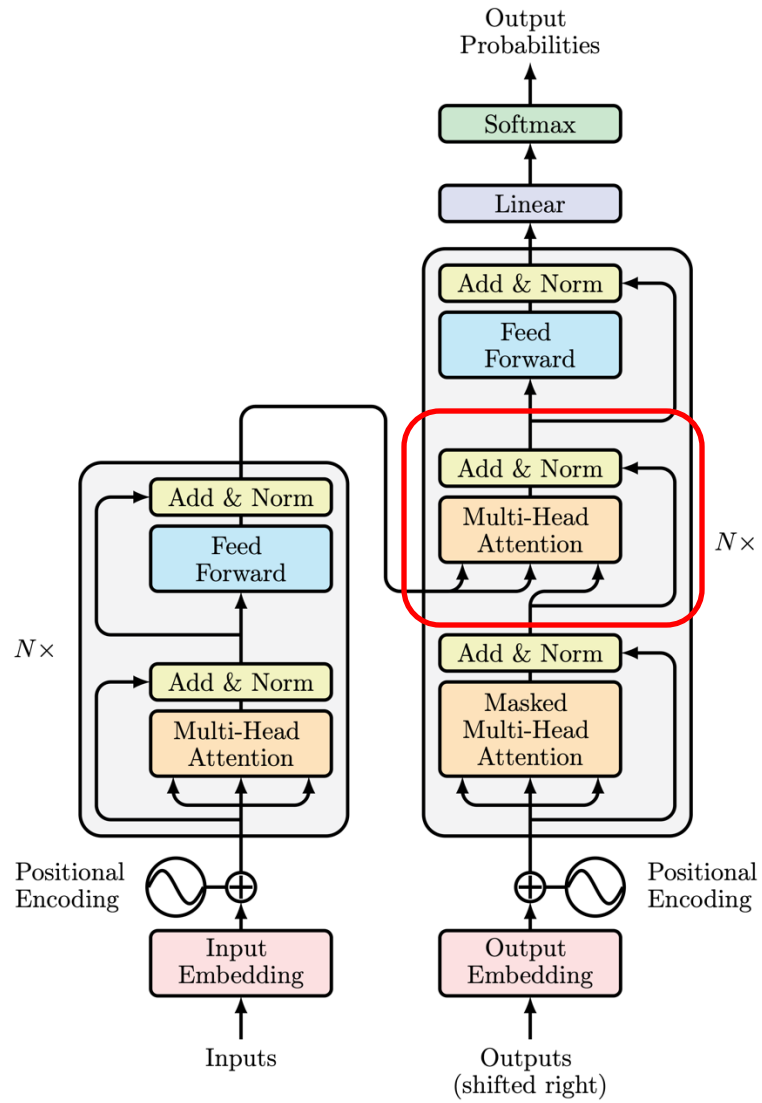 Output
Probabilities
Softmax
Linear
Add & Norm
Feed
Forward
Add & Norm
Multi-Head
Attention
N×
Add & Norm
Masked
Multi-Head
Attention
Add & Norm
Feed
Forward
N×
Add & Norm
Multi-Head
Attention
Positional
Encoding
Positional
Encoding
Input
Embedding
Output
Embedding
Inputs
Outputs
(shifted right)